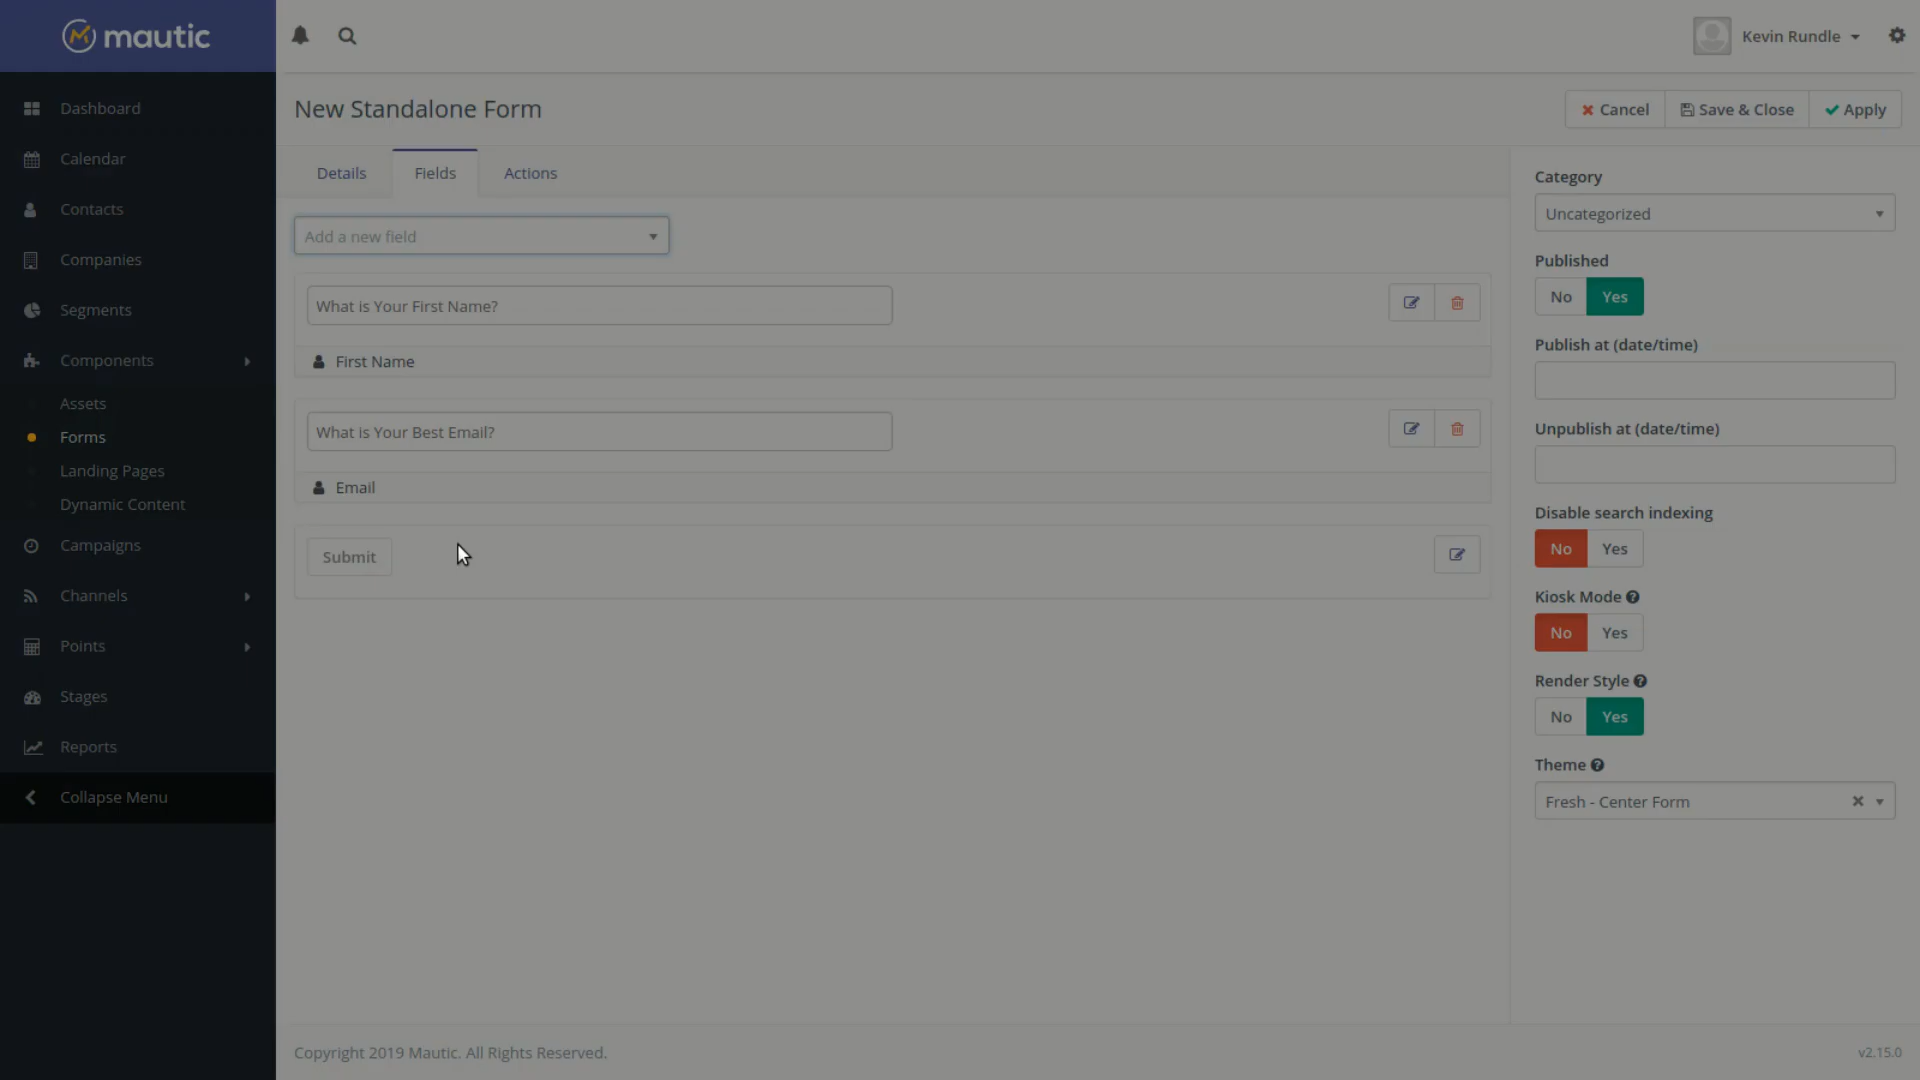 mautic
Kevin Rundle
Dashboard
Calendar
Contacts
Companies
Segments
Components
Assets
Forms
Landing Pages
Dynamic Content
Campaigns
Channels
Points
Stages
Reports
Collapse Menu
New Standalone Form
Cancel
Save & Close
Apply
Details
Fields
Actions
Add a new field
What is Your First Name?
First Name
What is Your Best Email?
Email
Submit
Category
Uncategorized
Published
No Yes
Publish at (date/time)
Unpublish at (date/time)
Disable search indexing
No Yes
Kiosk Mode
No Yes
Render Style
No Yes
Theme
Fresh - Center Form
Copyright 2019 Mautic. All Rights Reserved.
v2.15.0